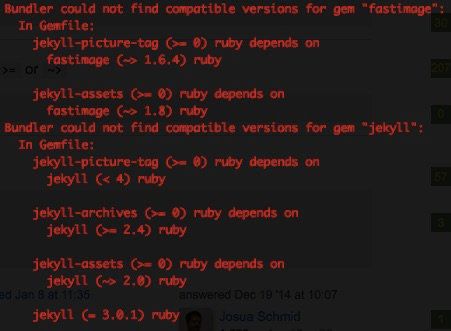 Bundler could not find compatible versions for gem "fastimage":
In Gemfile:
jekyll-picture-tag (>= 0) ruby depends on
fastimage (~> 1.6.4) ruby
30
>= or ~>
207
jekyll-assets (>= 0) ruby depends on
fastimage (~> 1.8) ruby
0
Bundler could not find compatible versions for gem "jekyll":
In Gemfile:
jekyll-picture-tag (>= 0) ruby depends on
jekyll (< 4) ruby
57
jekyll-archives (>= 0) ruby depends on
jekyll (>= 2.4) ruby
3
jekyll-assets (>= 0) ruby depends on
jekyll (~> 2.0) ruby
ed Jan 8 at 11:35
answered Dec 19 '14 at 10:07
jekyll (= 3.0.1) ruby
Josua Schmid
1